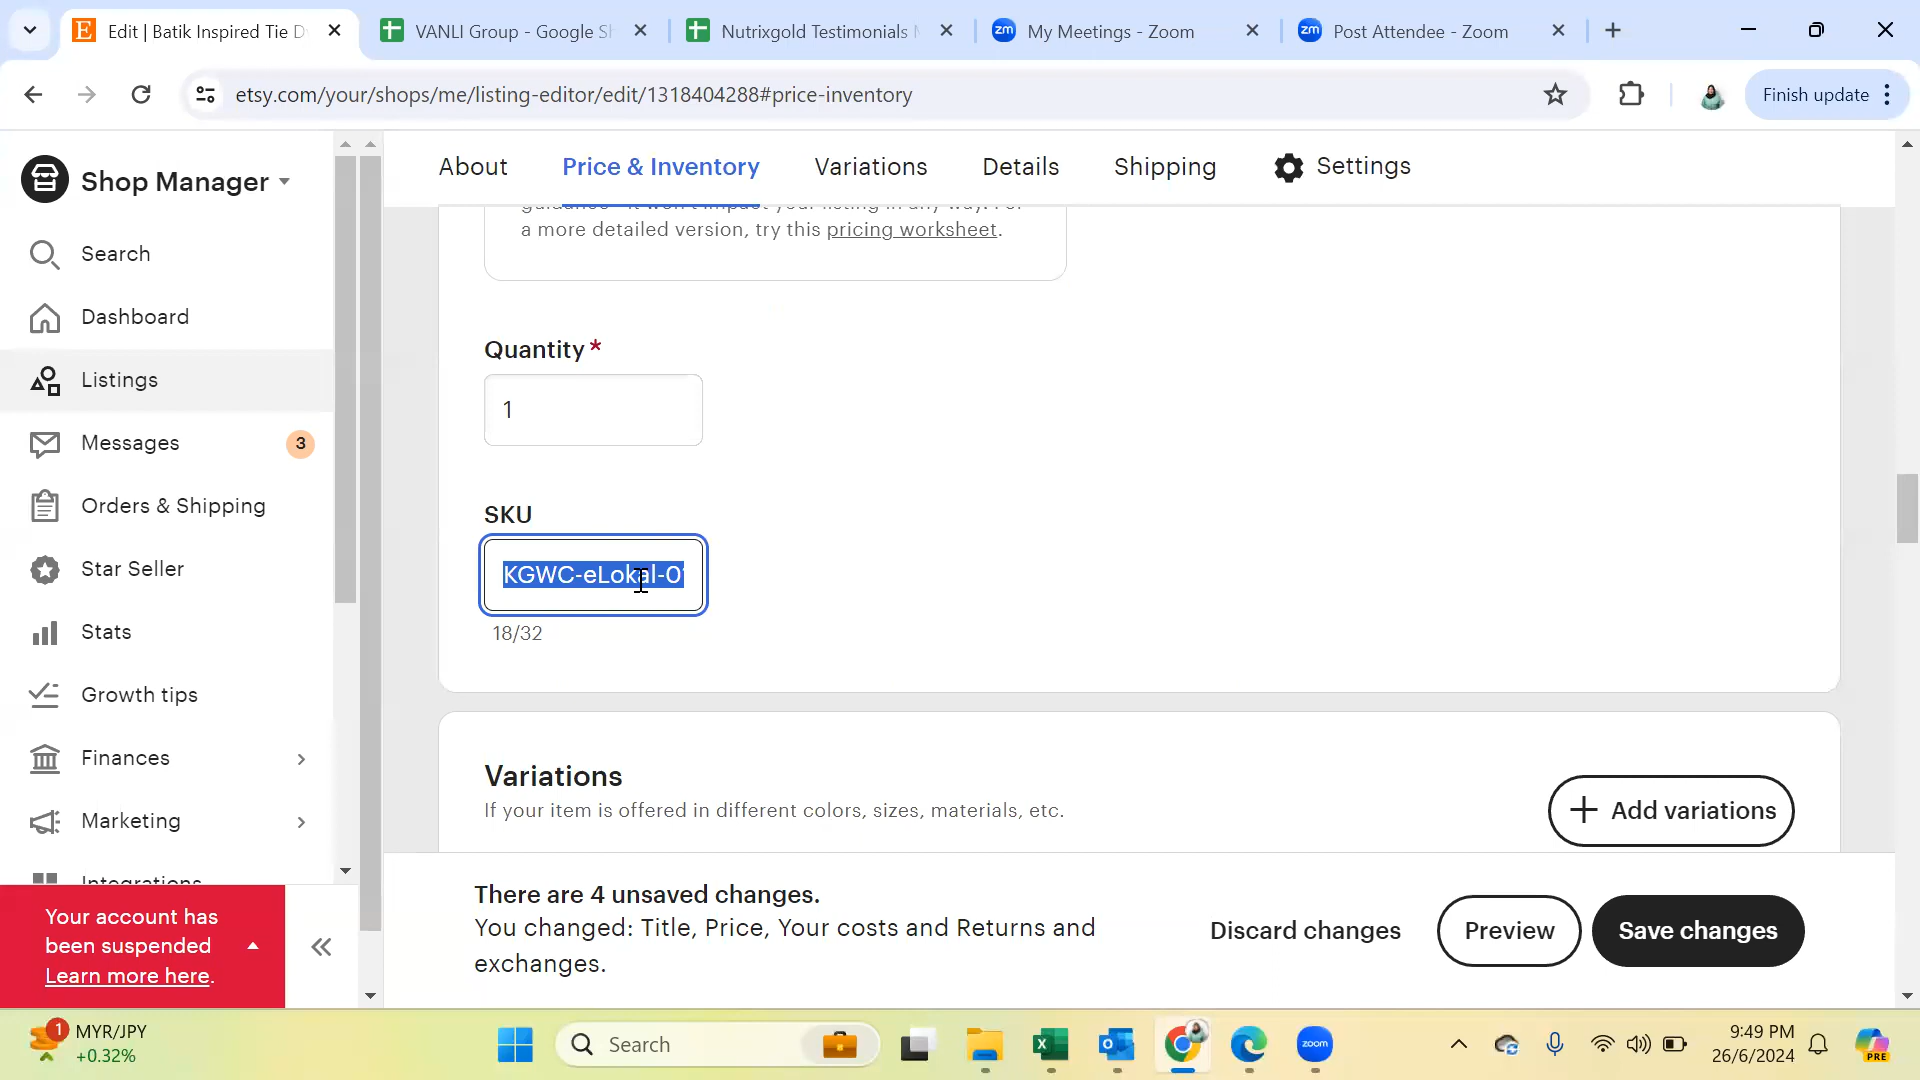 Edit | Batik Inspired Tie D
VANLI Group - Google S
Nutrixgold Testimonials
My Meetings - Zoom
Post Attendee - Zoom
etsy.com/your/shops/me/listing-editor/edit/1318404288#price-inventory
Finish update
Shop Manager
About
Price & Inventory
Variations
Details
Shipping
Settings
a more detailed version, try this pricing worksheet.
Search
Dashboard
Listings
Messages
3
Orders & Shipping
Star Seller
Stats
Growth tips
Finances
Marketing
Integrations
Quantity*
1
SKU
KGWC-eLokal-0
18/32
Variations
If your item is offered in different colors, sizes, materials, etc.
Add variations
There are 4 unsaved changes.
You changed: Title, Price, Your costs and Returns and
exchanges.
Discard changes
Preview
Save changes
Your account has
been suspended
Learn more here.
1
MYR/JPY
+0.32%
Search
zoom
9:49 PM
26/6/2024
PRE